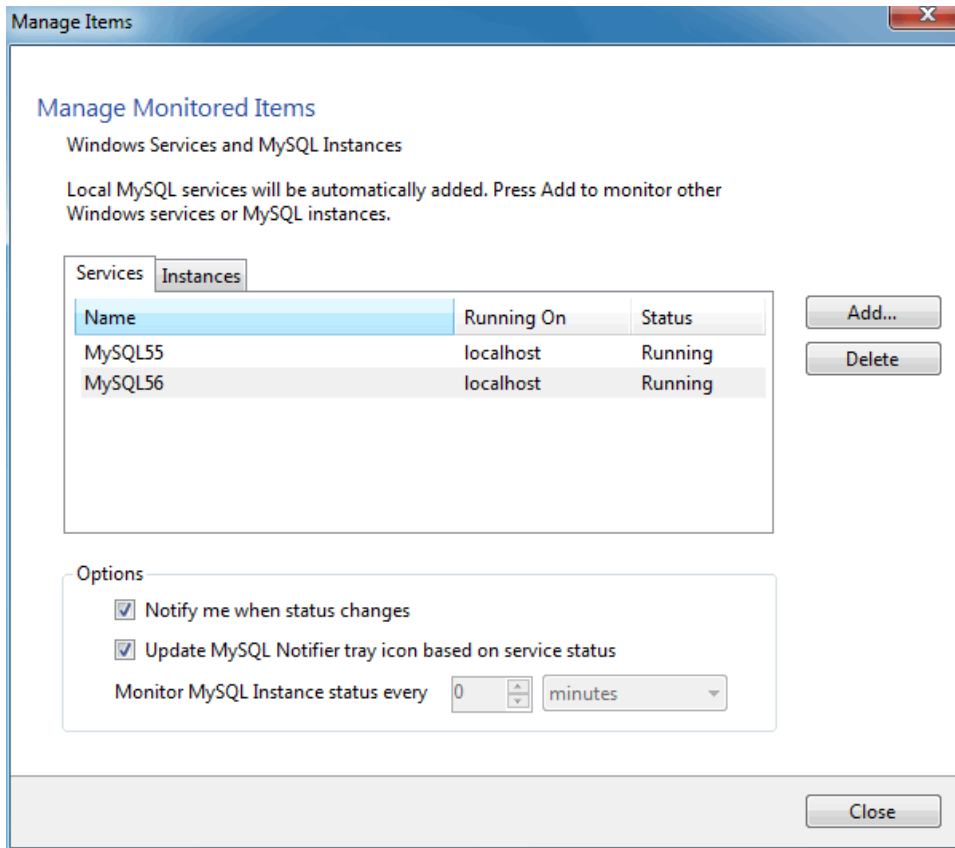 Manage Items
Manage Monitored Items
Windows Services and MySQL Instances
Local MySQL services will be automatically added. Press Add to monitor other
Windows services or MySQL instances.
Services Instances
Name Running On Status
MySQL55 localhost Running
MySQL56 localhost Running
Add...
Delete
Options
Notify me when status changes
Update MySQL Notifier tray icon based on service status
Monitor MySQL Instance status every 0 minutes
Close